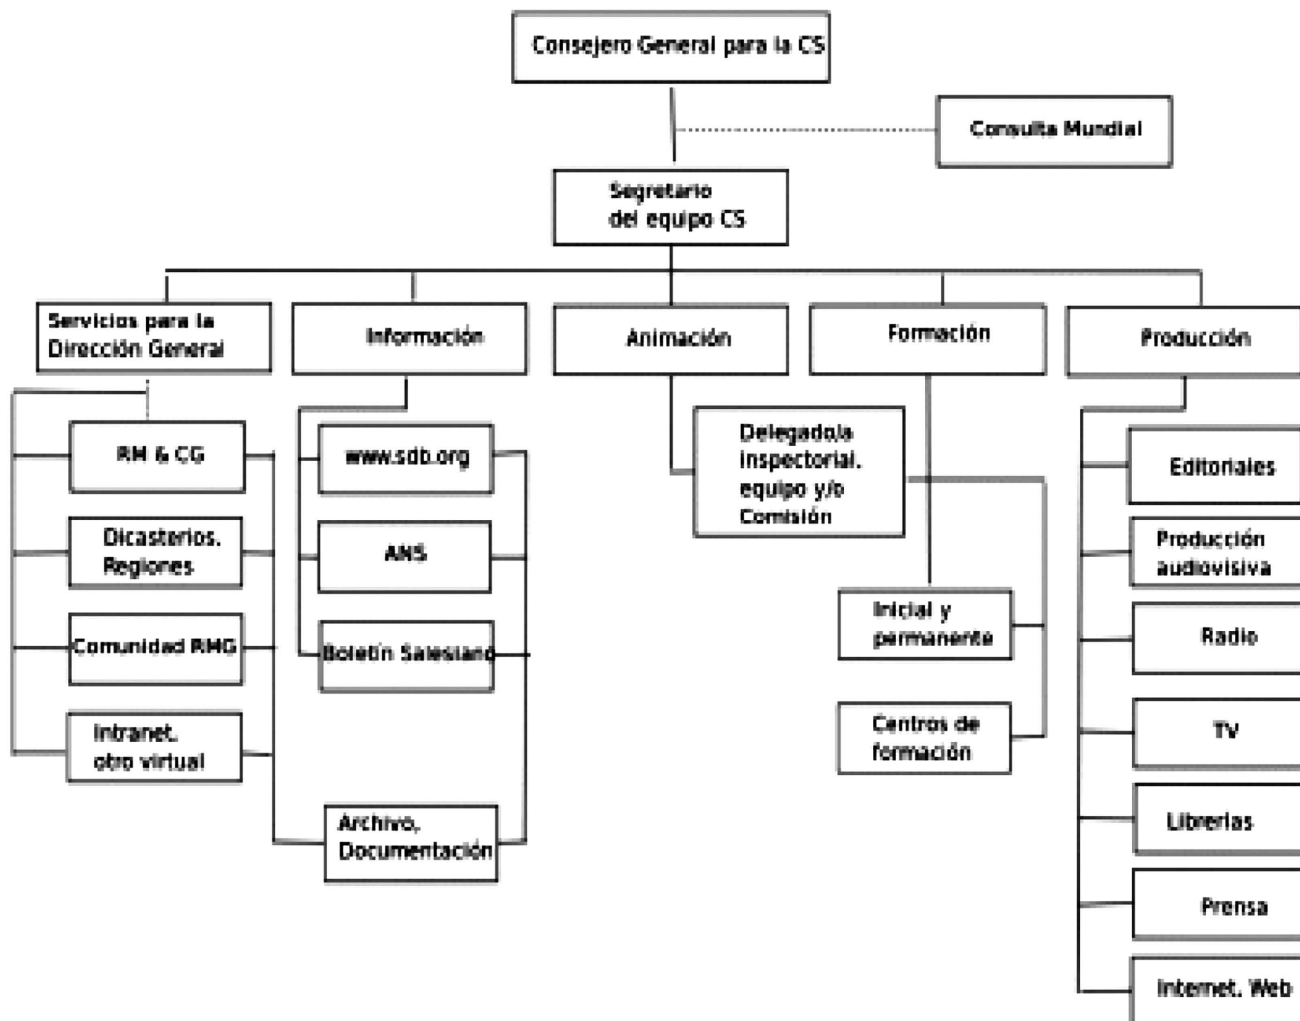 Consejero General para la CS
Consulta Mundial
Segretario
del equipo CS
Servicios para la
Dirección General
Información
Animación
Formación
Producción
RM & CG
Dicasterios.
Regiones
Comunidad RMG
Intranet.
otro virtual
www.sdb.org
ANS
Boletín Salesiano
Archivo,
Documentación
Delegado/a
inspectorial.
equipo y/o
Comisión
Inicial y
permanente
Centros de
formación
Editoriales
Producción
audiovisiva
Radio
TV
Librerías
Prensa
Internet. Web